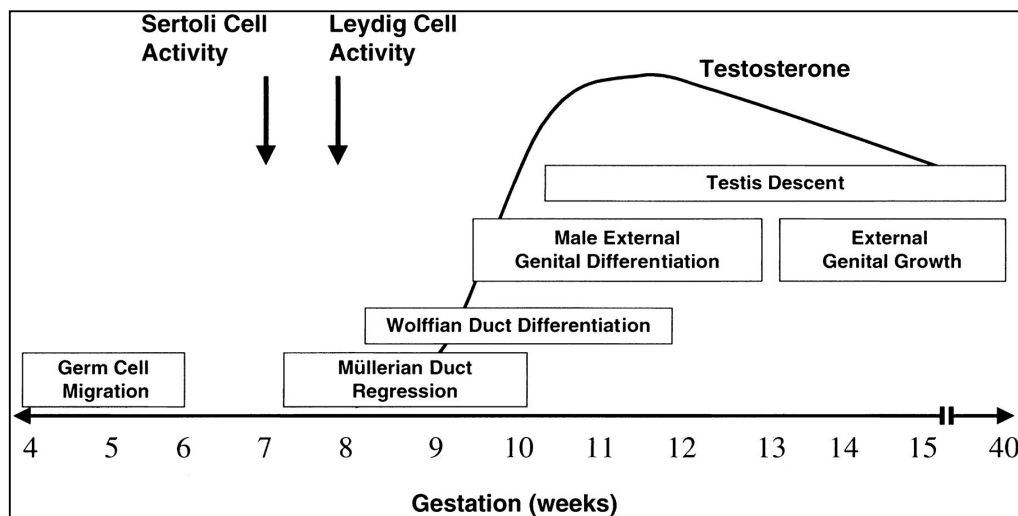 Sertoli Cell
Activity
Leydig Cell
Activity
Testosterone
Testis Descent
Male External
Genital Differentiation
External
Genital Growth
Wolffian Duct Differentiation
Germ Cell
Migration
Müllerian Duct
Regression
4 5 6 7 8 9 10 11 12 13 14 15 40
Gestation (weeks)